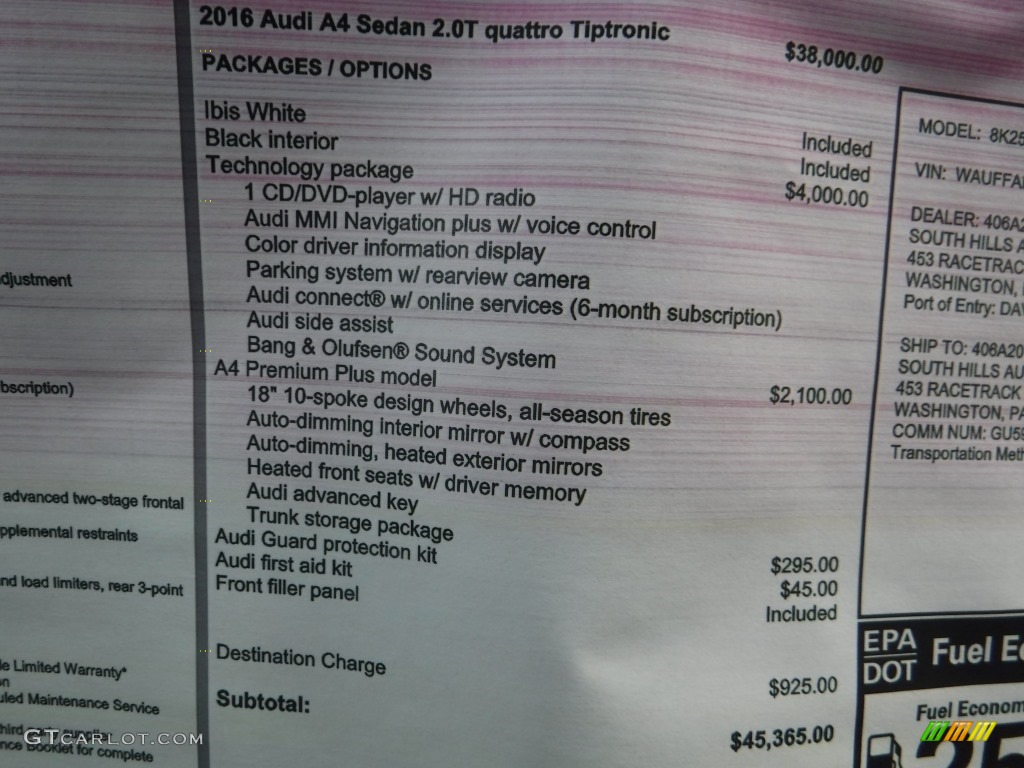 2016 Audi A4 Sedan 2.0T quattro Tiptronic $38,000.00
PACKAGES / OPTIONS
Ibis White Included
Black interior Included
Technology package $4,000.00
1 CD/DVD-player w/ HD radio
Audi MMI Navigation plus w/ voice control
Color driver information display
Parking system w/ rearview camera
Audi connect® w/ online services (6-month subscription)
Audi side assist
Bang & Olufsen® Sound System
A4 Premium Plus model $2,100.00
18" 10-spoke design wheels, all-season tires
Auto-dimming interior mirror w/ compass
Auto-dimming, heated exterior mirrors
Heated front seats w/ driver memory
Audi advanced key
Trunk storage package
Audi Guard protection kit $295.00
Audi first aid kit $45.00
Front filler panel Included
Destination Charge $925.00
Subtotal: $45,365.00
djustment
bscription)
advanced two-stage frontal
pplemental restraints
nd load limiters, rear 3-point
le Limited Warranty*
on
uled Maintenance Service
nce Booklet for complete
MODEL: 8K25
VIN: WAUFFA
DEALER: 406A2
SOUTH HILLS A
453 RACETRAC
WASHINGTON,
Port of Entry: DAV
SHIP TO: 406A20
SOUTH HILLS AU
453 RACETRACK
WASHINGTON, PA
COMM NUM: GU59
Transportation Meth
EPA
DOT
Fuel Ec
Fuel Econom
25
GTCARLOT.COM